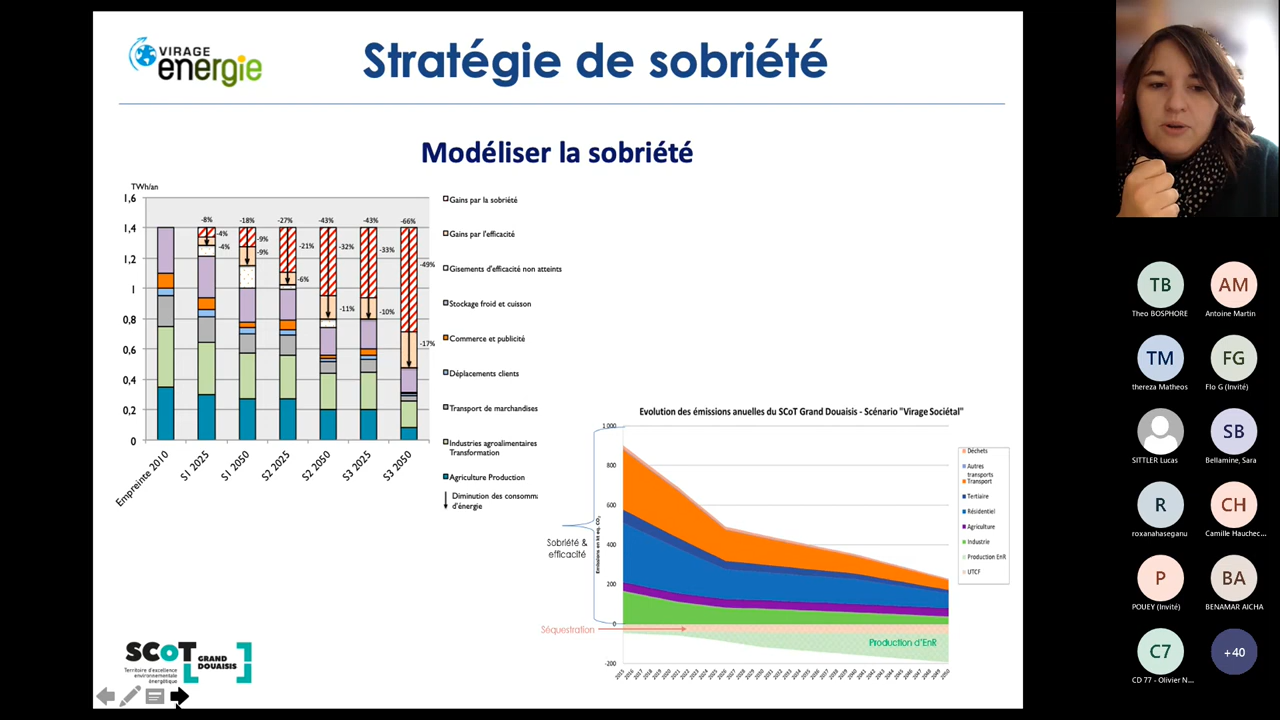 VIRAGE
énergie
Stratégie de sobriété
Modéliser la sobriété
TWh/an
1,6
1,4
1,2
1
0,8
0,6
0,4
0,2
0
-8%
-4%
-4%
-18%
-9%
-9%
-27%
-21%
-6%
-43%
-32%
-11%
-43%
-33%
-10%
-66%
-49%
-17%
Empreinte 2010
S1 2025
S1 2050
S2 2025
S2 2050
S3 2025
S3 2050
Gains par la sobriété
Gains par l'efficacité
Gisements d'efficacité non atteints
Stockage froid et cuisson
Commerce et publicité
Déplacements clients
Transport de marchandises
Industries agroalimentaires
Transformation
Agriculture Production
Diminution des consomma
d'énergie
Evolution des émissions annuelles du SCoT Grand Douaisis - Scénario "Virage Sociétal"
Emissions en kt eq. CO₂
1 000
800
600
400
200
0
-200
Déchets
Autres
transports
Transport
Tertiaire
Résidentiel
Agriculture
Industrie
Production EnR
UTCF
Sobriété &
efficacité
Séquestration
Production d'EnR
SCoT
GRAND
DOUAISIS
Territoire d'excellence
environnementale
énergétique
TB
Theo BOSPHORE
AM
Antoine Martin
TM
thereza Matheos
FG
Flo G (Invité)
SITTLER Lucas
SB
Bellamine, Sara
R
roxanahaseganu
CH
Camille Hauchec...
P
POUEY (Invité)
BA
BENAMAR AICHA
C7
CD 77 - Olivier N...
+40